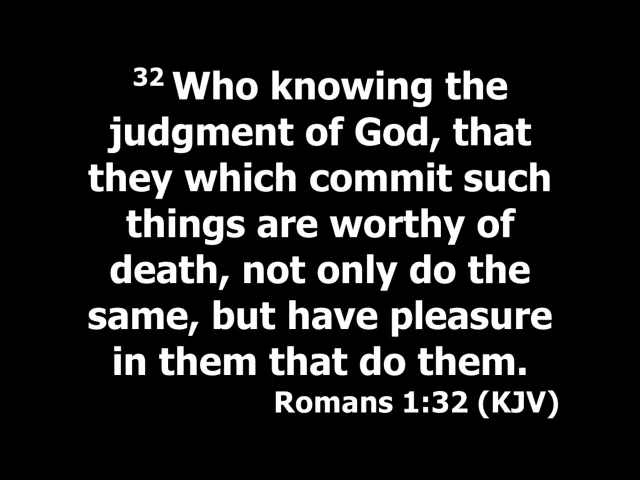 32 Who knowing the
judgment of God, that
they which commit such
things are worthy of
death, not only do the
same, but have pleasure
in them that do them.
Romans 1:32 (KJV)